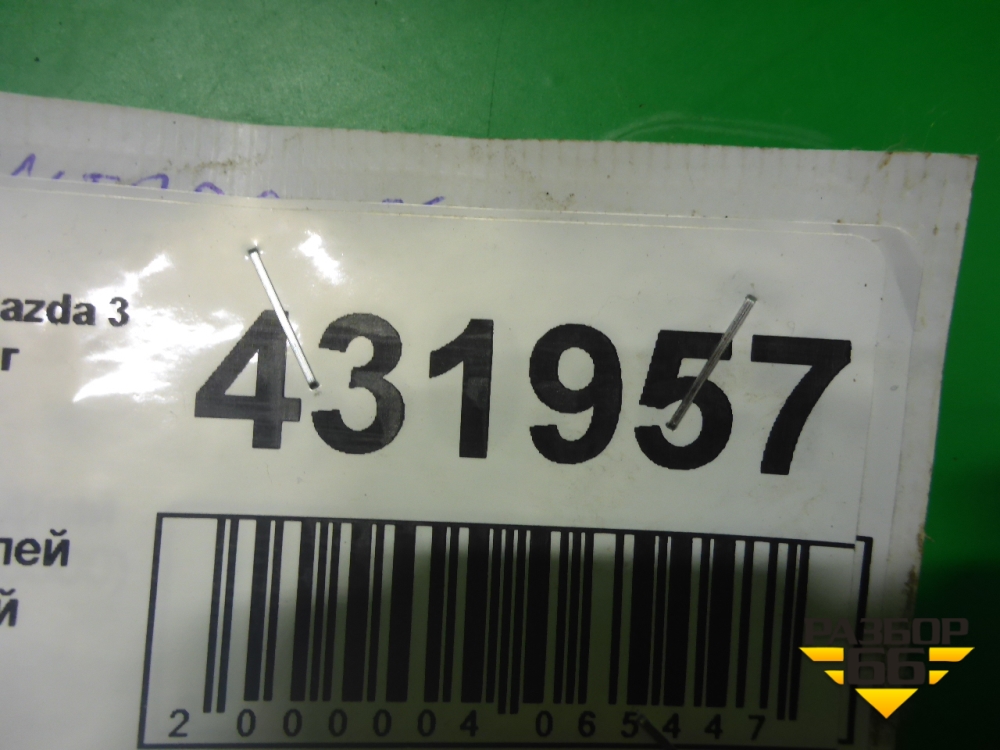 azda 3
г
431957
лей
й
2 000004 065447
РАЗБОР
66